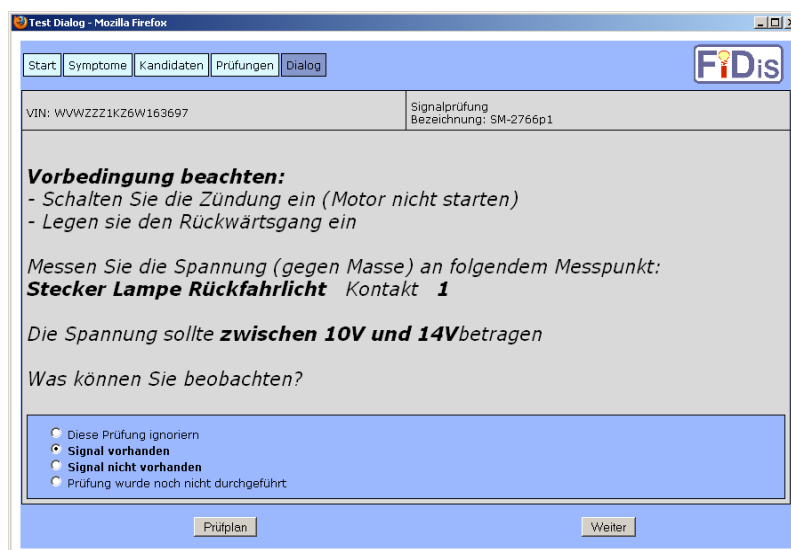 Test Dialog - Mozilla Firefox
Start Symptome Kandidaten Prüfungen Dialog
FiDis
VIN: WVWZZZ1KZ6W163697
Signalprüfung
Bezeichnung: SM-2766p1
Vorbedingung beachten:
- Schalten Sie die Zündung ein (Motor nicht starten)
- Legen sie den Rückwärtsgang ein
Messen Sie die Spannung (gegen Masse) an folgendem Messpunkt:
Stecker Lampe Rückfahrlicht Kontakt 1
Die Spannung sollte zwischen 10V und 14Vbetragen
Was können Sie beobachten?
Diese Prüfung ignoriern
Signal vorhanden
Signal nicht vorhanden
Prüfung wurde noch nicht durchgeführt
Prüfplan
Weiter